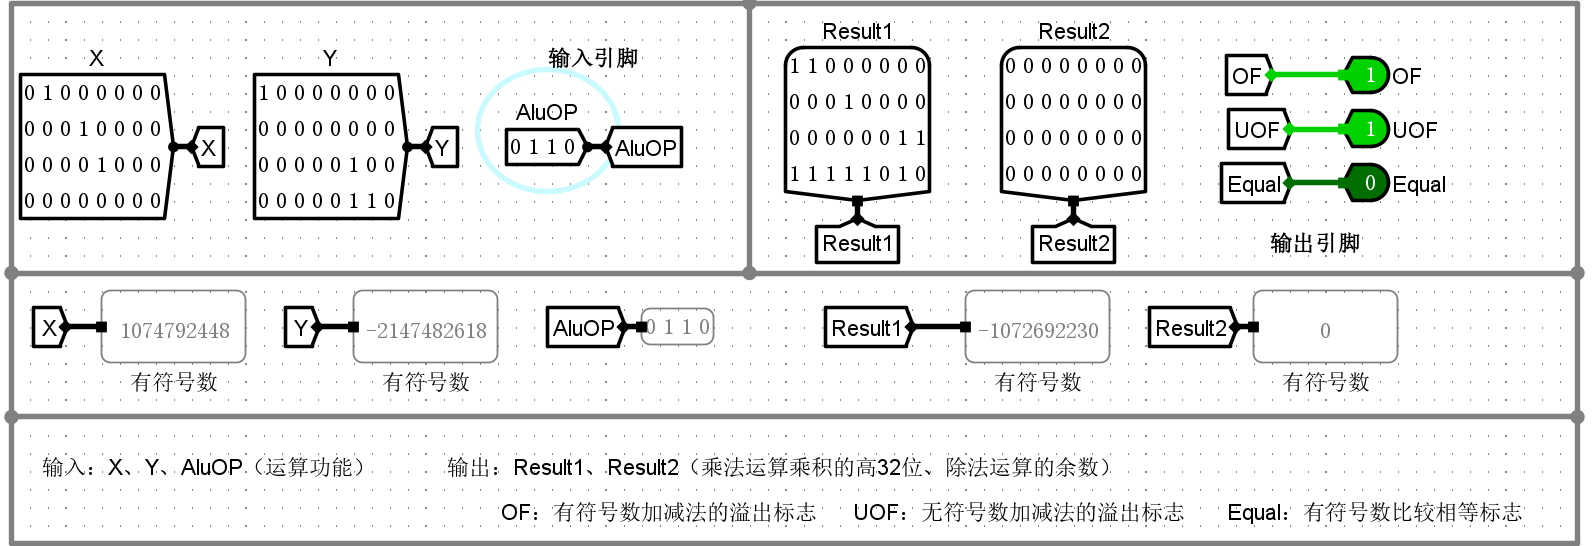 X
0 1 0 0 0 0 0 0
0 0 0 1 0 0 0 0
0 0 0 0 1 0 0 0
0 0 0 0 0 0 0 0
X
Y
1 0 0 0 0 0 0 0
0 0 0 0 0 0 0 0
0 0 0 0 0 1 0 0
0 0 0 0 0 1 1 0
Y
输入引脚
AluOP
0 1 1 0
AluOP
Result1
1 1 0 0 0 0 0 0
0 0 0 1 0 0 0 0
0 0 0 0 0 0 1 1
1 1 1 1 1 0 1 0
Result1
Result2
0 0 0 0 0 0 0 0
0 0 0 0 0 0 0 0
0 0 0 0 0 0 0 0
0 0 0 0 0 0 0 0
Result2
OF 1 OF
UOF 1 UOF
Equal 0 Equal
输出引脚
X 1074792448
有符号数
Y -2147482618
有符号数
AluOP 0 1 1 0
Result1 -1072692230
有符号数
Result2 0
有符号数
输入：X、Y、AluOP（运算功能）
输出：Result1、Result2（乘法运算乘积的高32位、除法运算的余数）
OF：有符号数加减法的溢出标志 UOF：无符号数加减法的溢出标志 Equal：有符号数比较相等标志